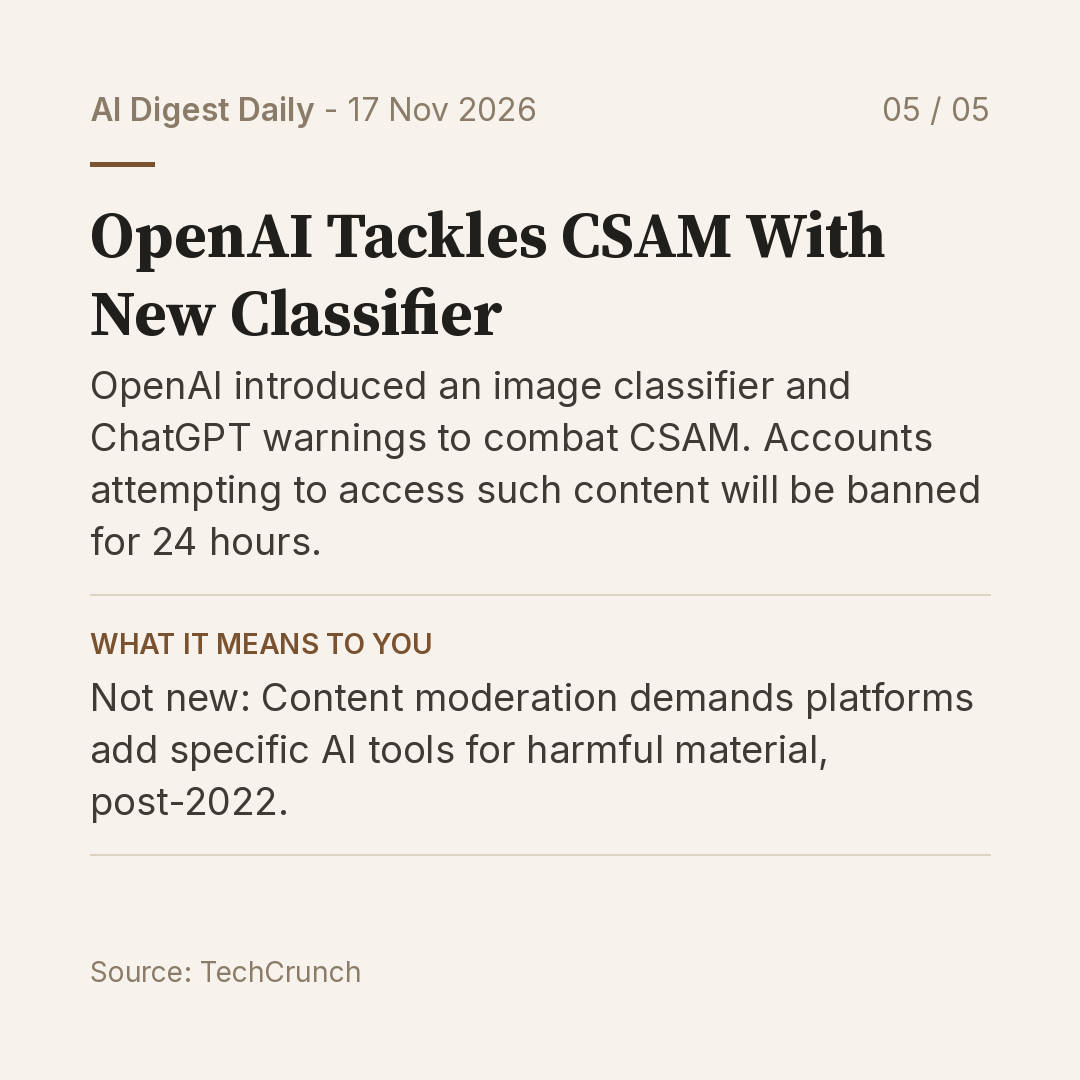 AI Digest Daily - 17 Nov 2026
05 / 05
OpenAI Tackles CSAM With
New Classifier
OpenAI introduced an image classifier and
ChatGPT warnings to combat CSAM. Accounts
attempting to access such content will be banned
for 24 hours.
WHAT IT MEANS TO YOU
Not new: Content moderation demands platforms
add specific AI tools for harmful material,
post-2022.
Source: TechCrunch